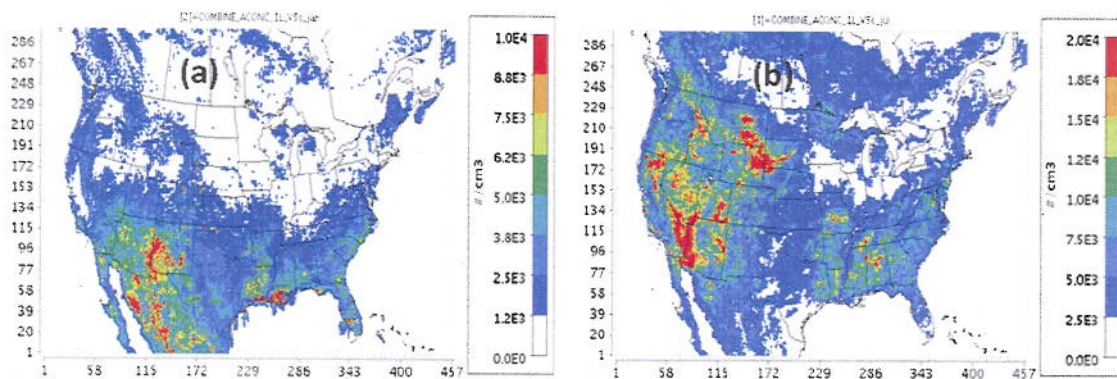 [2]=COMBINE_ACONC_IL_V5t_jan
(a)
296
267
248
229
210
191
172
153
134
115
96
77
58
39
20
1
1 58 115 172 229 286 343 400 457
1.0E4
8.8E3
7.5E3
6.2E3
5.0E3
3.8E3
2.5E3
1.2E3
0.0E0
# / cm3
(b)
296
267
248
229
210
191
172
153
134
115
96
77
58
39
20
1
1 58 115 172 229 286 343 400 457
2.0E4
1.8E4
1.5E4
1.2E4
1.0E4
7.5E3
5.0E3
2.5E3
0.0E0
# / cm3